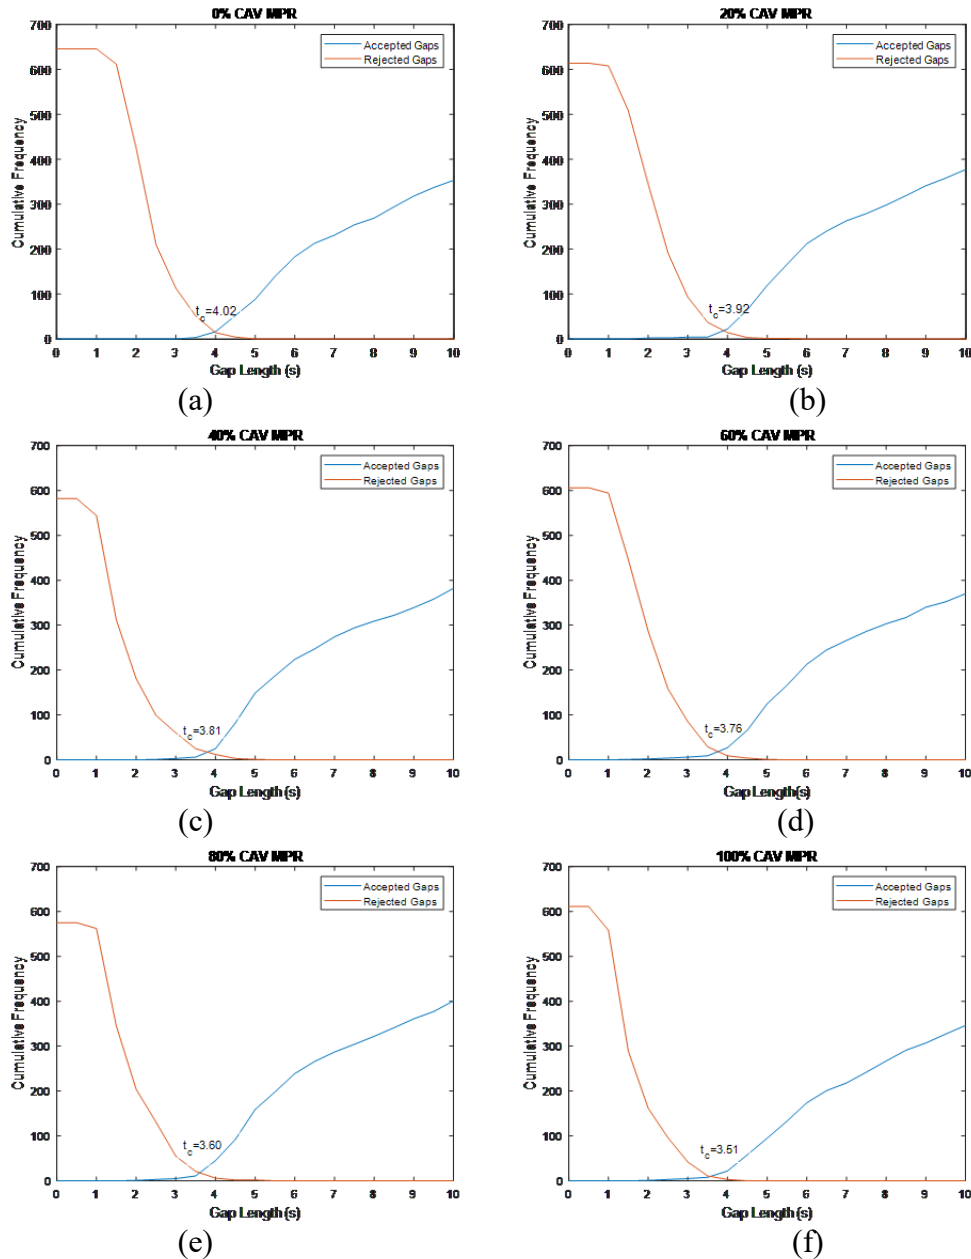 0% CAV MPR
700
600
500
400
300
200
100
0
Cumulative Frequency
Accepted Gaps
Rejected Gaps
t_c=4.02
0 1 2 3 4 5 6 7 8 9 10
Gap Length (s)
(a)
20% CAV MPR
700
600
500
400
300
200
100
0
Cumulative Frequency
Accepted Gaps
Rejected Gaps
t_c=3.92
0 1 2 3 4 5 6 7 8 9 10
Gap Length (s)
(b)
40% CAV MPR
700
600
500
400
300
200
100
0
Cumulative Frequency
Accepted Gaps
Rejected Gaps
t_c=3.81
0 1 2 3 4 5 6 7 8 9 10
Gap Length (s)
(c)
60% CAV MPR
700
600
500
400
300
200
100
0
Cumulative Frequency
Accepted Gaps
Rejected Gaps
t_c=3.76
0 1 2 3 4 5 6 7 8 9 10
Gap Length (s)
(d)
80% CAV MPR
700
600
500
400
300
200
100
0
Cumulative Frequency
Accepted Gaps
Rejected Gaps
t_c=3.60
0 1 2 3 4 5 6 7 8 9 10
Gap Length (s)
(e)
100% CAV MPR
700
600
500
400
300
200
100
0
Cumulative Frequency
Accepted Gaps
Rejected Gaps
t_c=3.51
0 1 2 3 4 5 6 7 8 9 10
Gap Length (s)
(f)